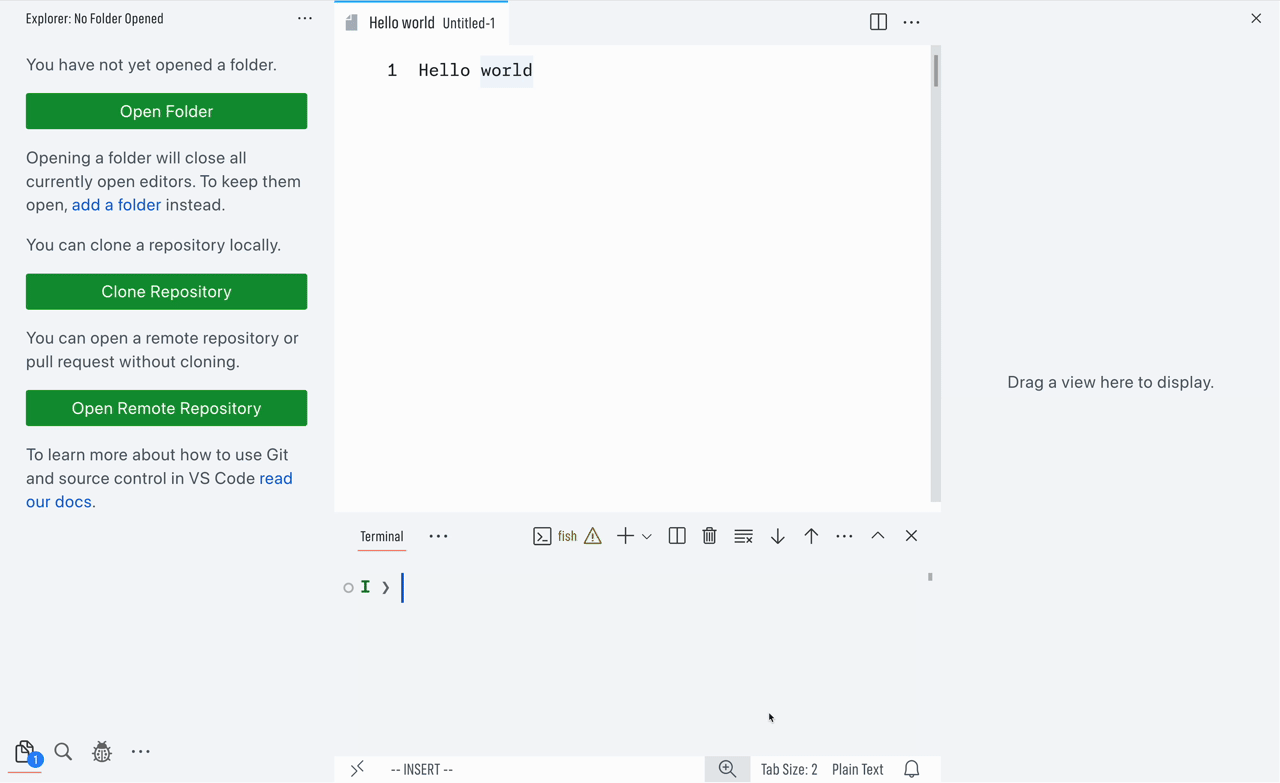 Explorer: No Folder Opened
You have not yet opened a folder.
Open Folder
Opening a folder will close all
currently open editors. To keep them
open, add a folder instead.
You can clone a repository locally.
Clone Repository
You can open a remote repository or
pull request without cloning.
Open Remote Repository
To learn more about how to use Git
and source control in VS Code read
our docs.
1
Hello world Untitled-1
1 Hello world
Terminal
fish
I ❯
-- INSERT --
Tab Size: 2
Plain Text
Drag a view here to display.